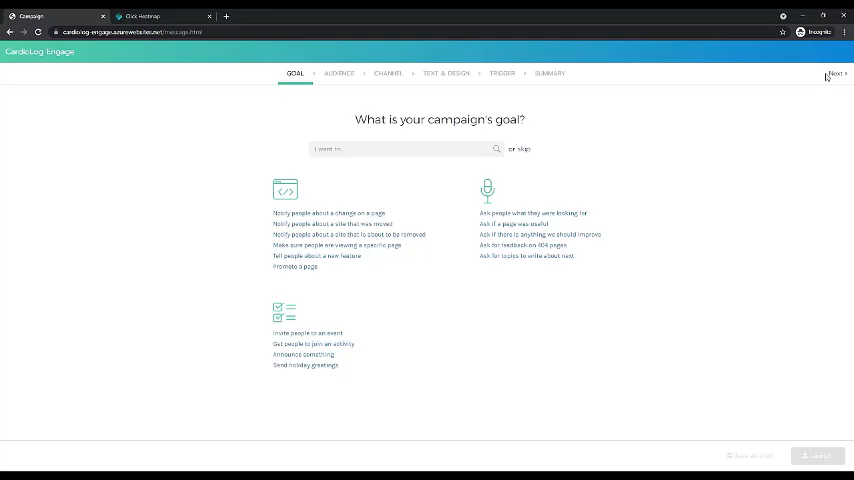 Campaign
Click Heatmap
cardiolog-engage.azurewebsites.net/message.html
Incognito
CardioLog Engage
GOAL > AUDIENCE > CHANNEL > TEXT & DESIGN > TRIGGER > SUMMARY
Next >
What is your campaign's goal?
I want to... or skip
Notify people about a change on a page
Notify people about a site that was moved
Notify people about a site that is about to be removed
Make sure people are viewing a specific page
Tell people about a new feature
Promote a page
Ask people what they were looking for
Ask if a page was useful
Ask if there is anything we should improve
Ask for feedback on 404 pages
Ask for topics to write about next
Invite people to an event
Get people to join an activity
Announce something
Send holiday greetings
Save as draft
Launch